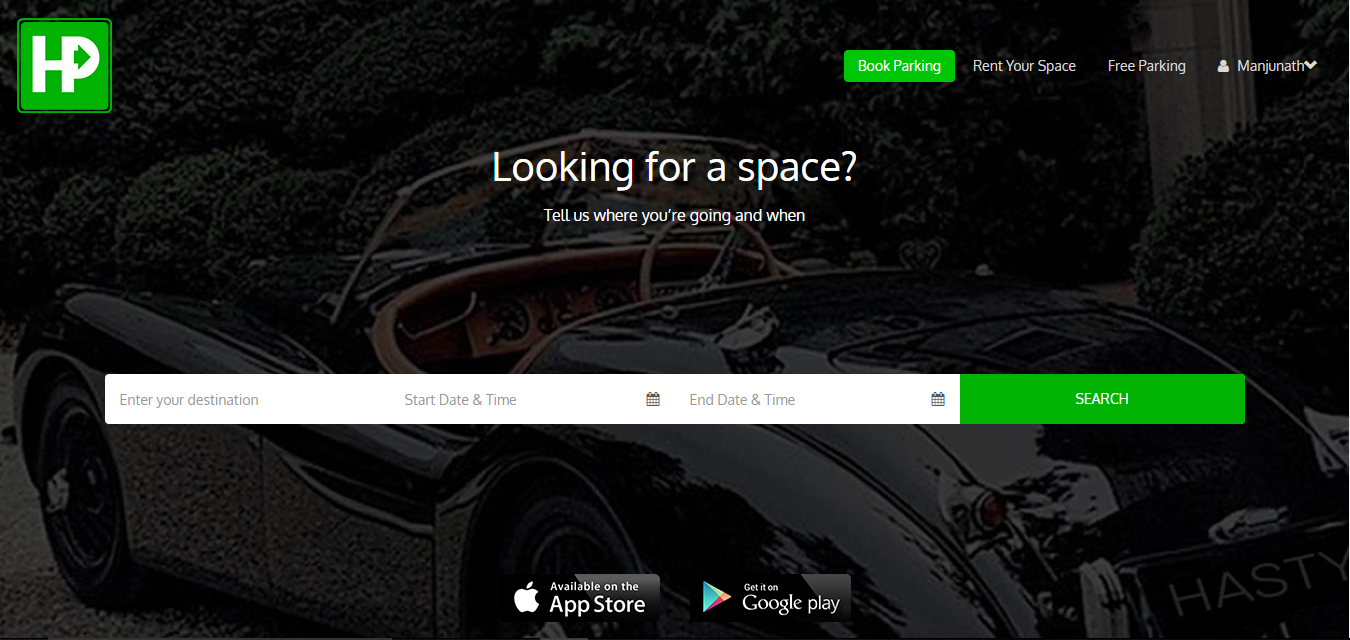 HP
Book Parking
Rent Your Space
Free Parking
Manjunath
Looking for a space?
Tell us where you’re going and when
Enter your destination
Start Date & Time
End Date & Time
SEARCH
HASTY
Available on the
App Store
Get it on
Google play